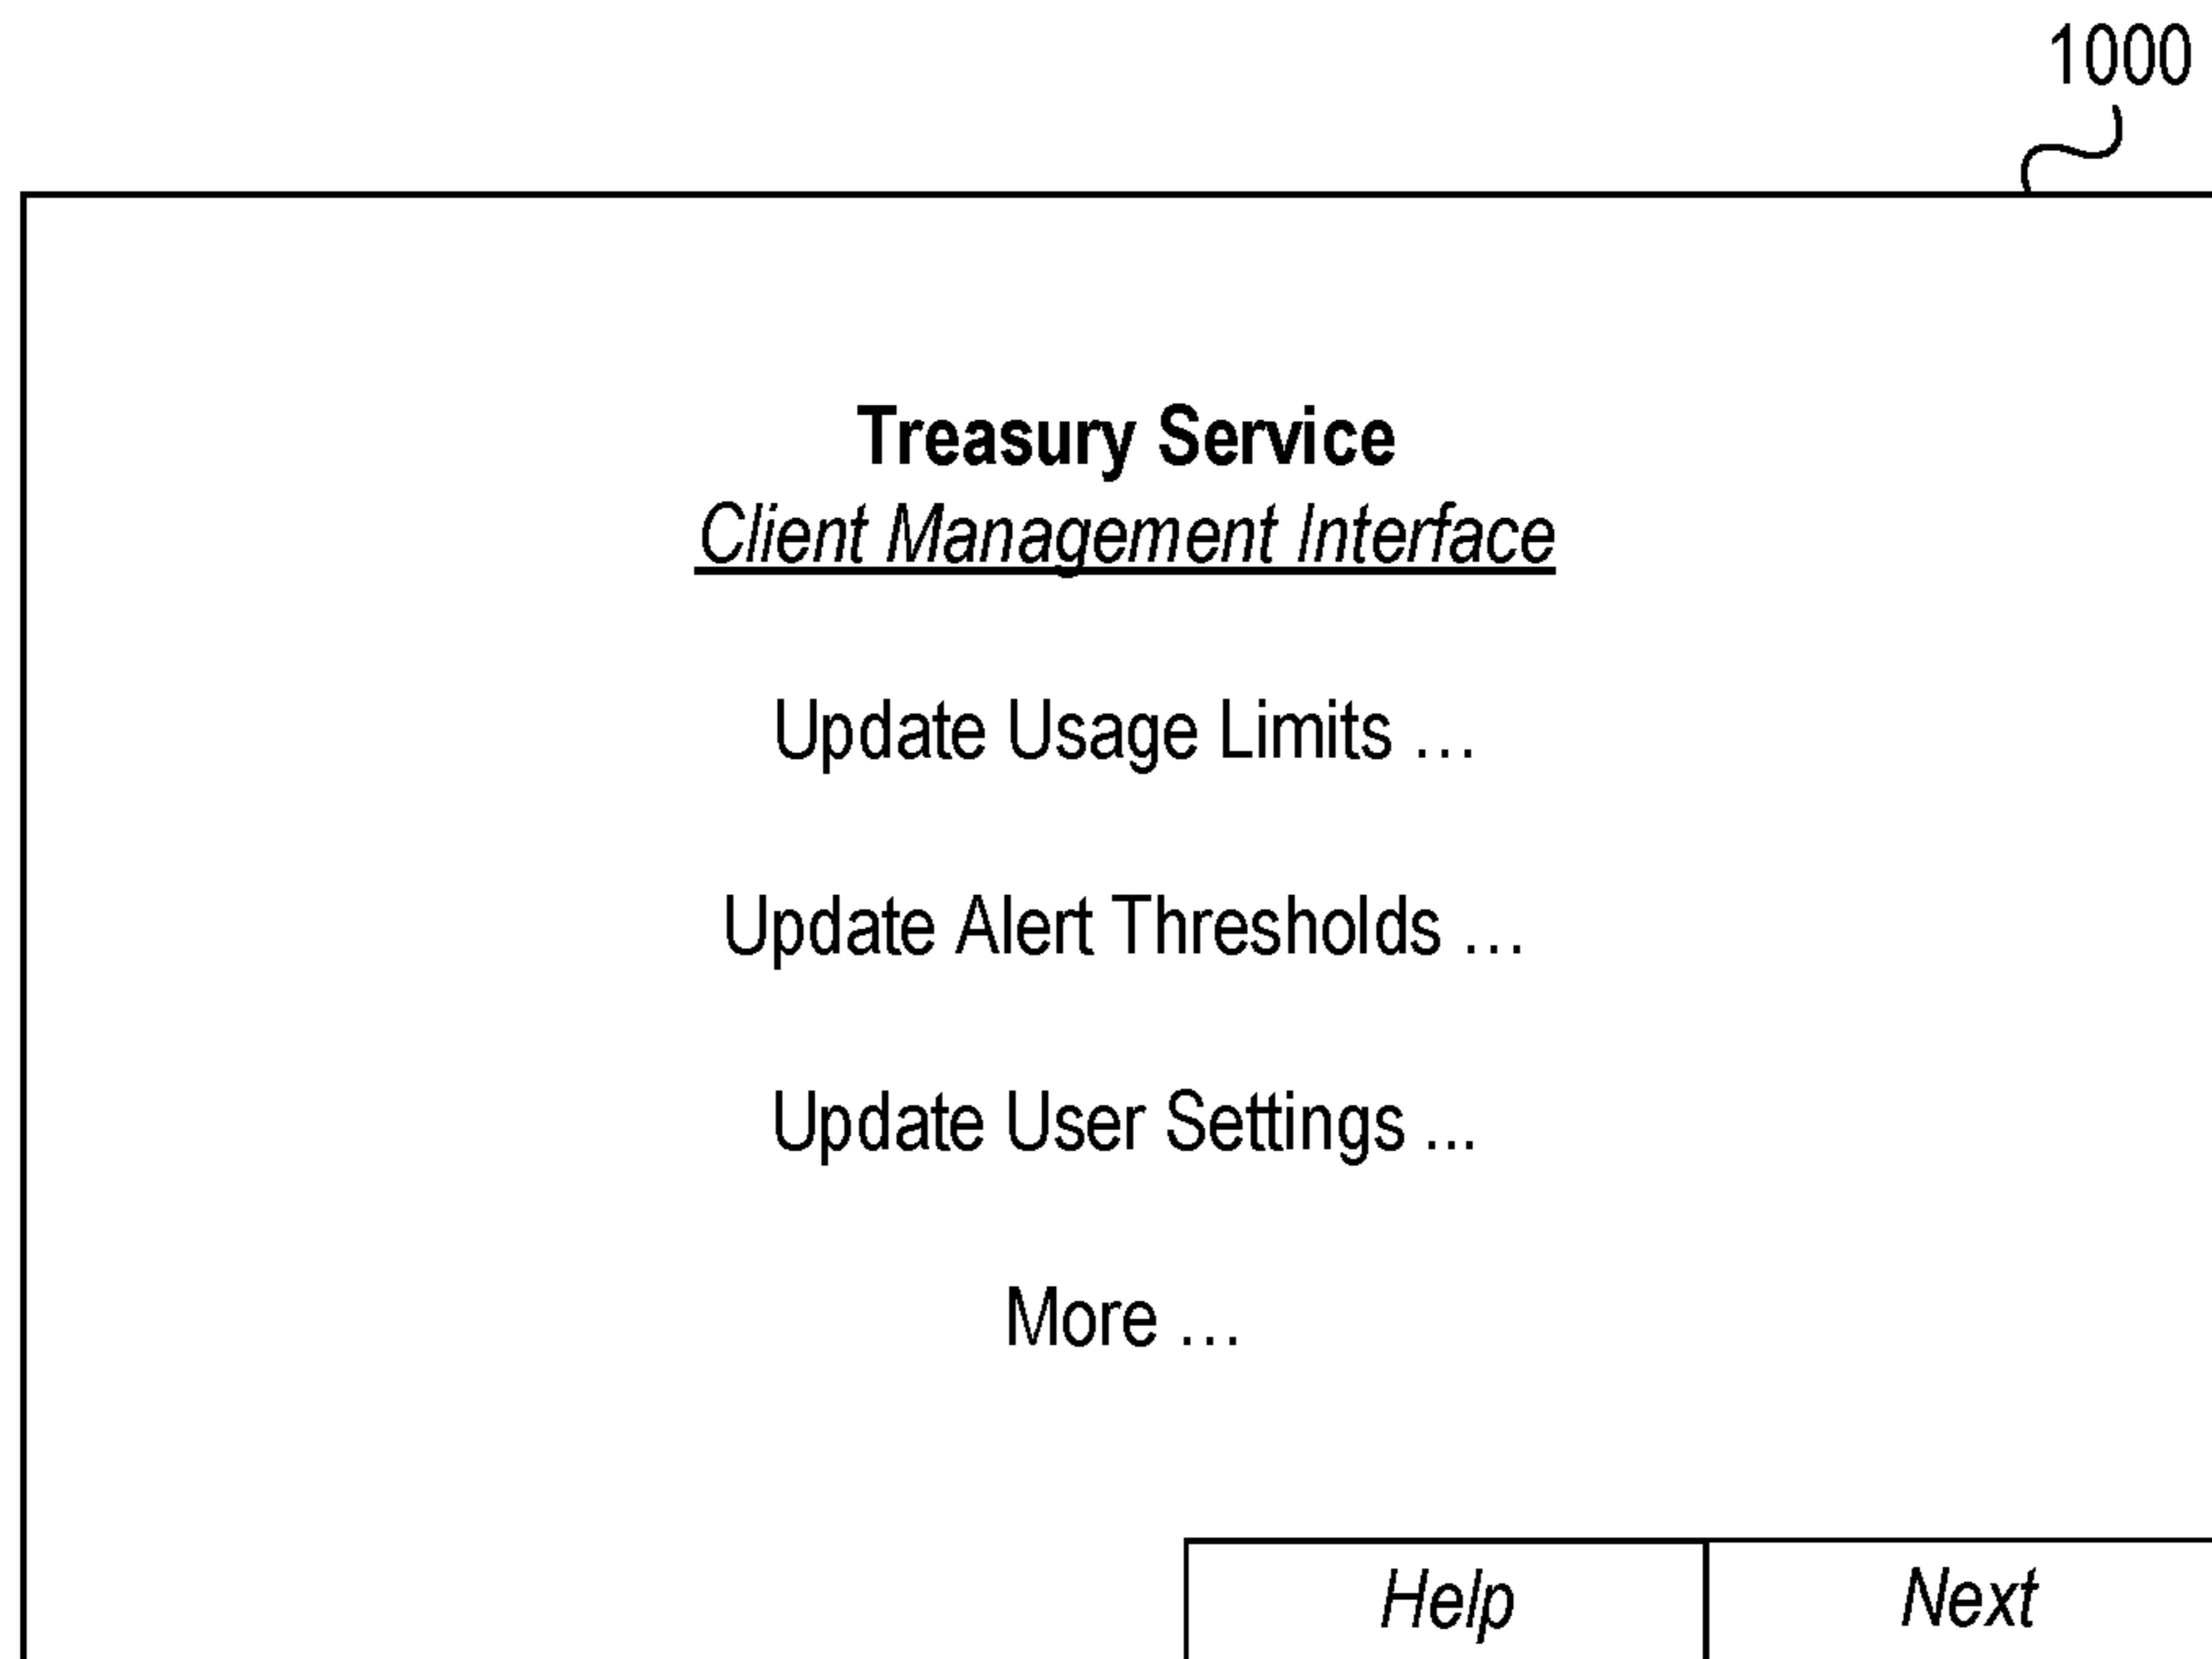 1000
Treasury Service
Client Management Interface
Update Usage Limits ...
Update Alert Thresholds ...
Update User Settings ...
More ...
Help Next